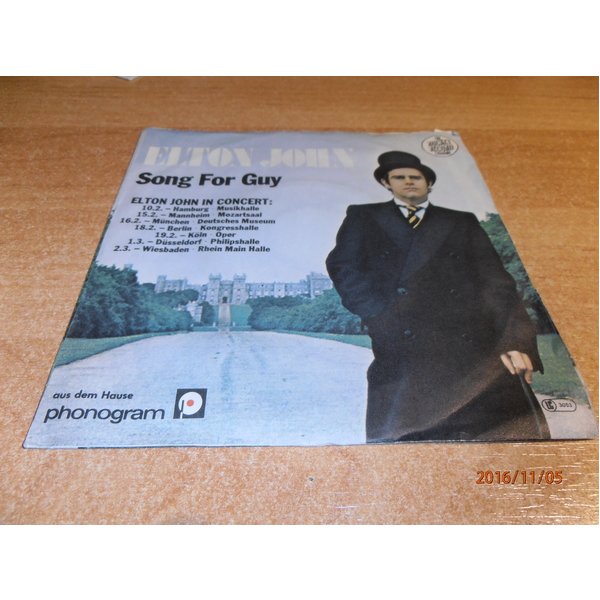 ELTON JOHN
Song For Guy
ELTON JOHN IN CONCERT:
10.2. – Hamburg · Musikhalle
15.2. – Mannheim · Mozartsaal
16.2. – München · Deutsches Museum
18.2. – Berlin · Kongresshalle
19.2. – Köln · Oper
1.3. – Düsseldorf · Philipshalle
2.3. – Wiesbaden · Rhein Main Halle
aus dem Hause
phonogram
2016/11/05